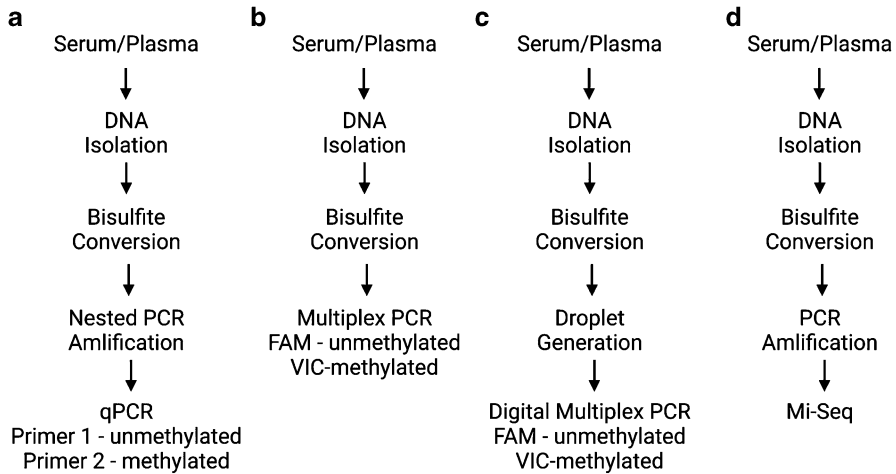 a
Serum/Plasma
DNA
Isolation
Bisulfite
Conversion
Nested PCR
Amlification
qPCR
Primer 1 - unmethylated
Primer 2 - methylated
b
Serum/Plasma
DNA
Isolation
Bisulfite
Conversion
Multiplex PCR
FAM - unmethylated
VIC-methylated
c
Serum/Plasma
DNA
Isolation
Bisulfite
Conversion
Droplet
Generation
Digital Multiplex PCR
FAM - unmethylated
VIC-methylated
d
Serum/Plasma
DNA
Isolation
Bisulfite
Conversion
PCR
Amlification
Mi-Seq